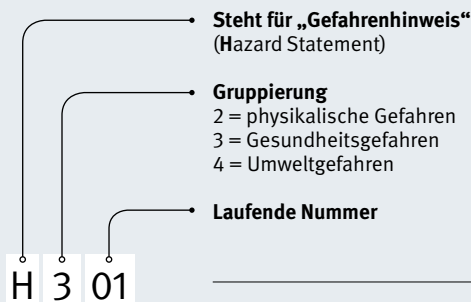 Steht für „Gefahrenhinweis“
(Hazard Statement)
Gruppierung
2 = physikalische Gefahren
3 = Gesundheitsgefahren
4 = Umweltgefahren
Laufende Nummer
H 3 01